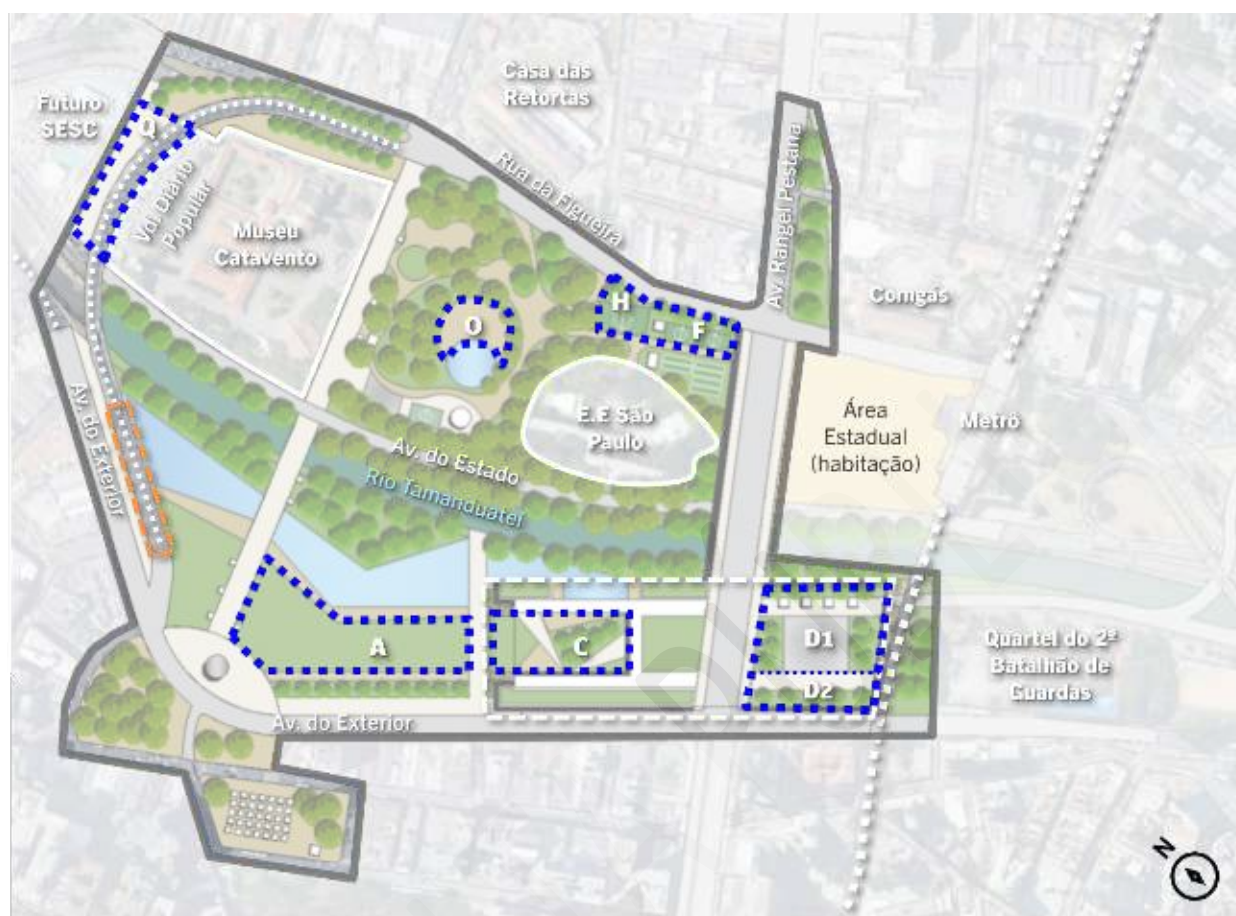 Casa das
Retortas
Futuro
SESC
Q
Vd. Diário
Popular
Museu
Catavento
Rua da Figueira
Av. Rangel Pestana
Comgás
H
F
O
E.E São
Paulo
Área
Estadual
(habitação)
Metrô
Av. do Exterior
Av. do Estado
Rio Tamanduateí
A
C
D1
D2
Quartel do 2º
Batalhão de
Guardas
Av. do Exterior
N